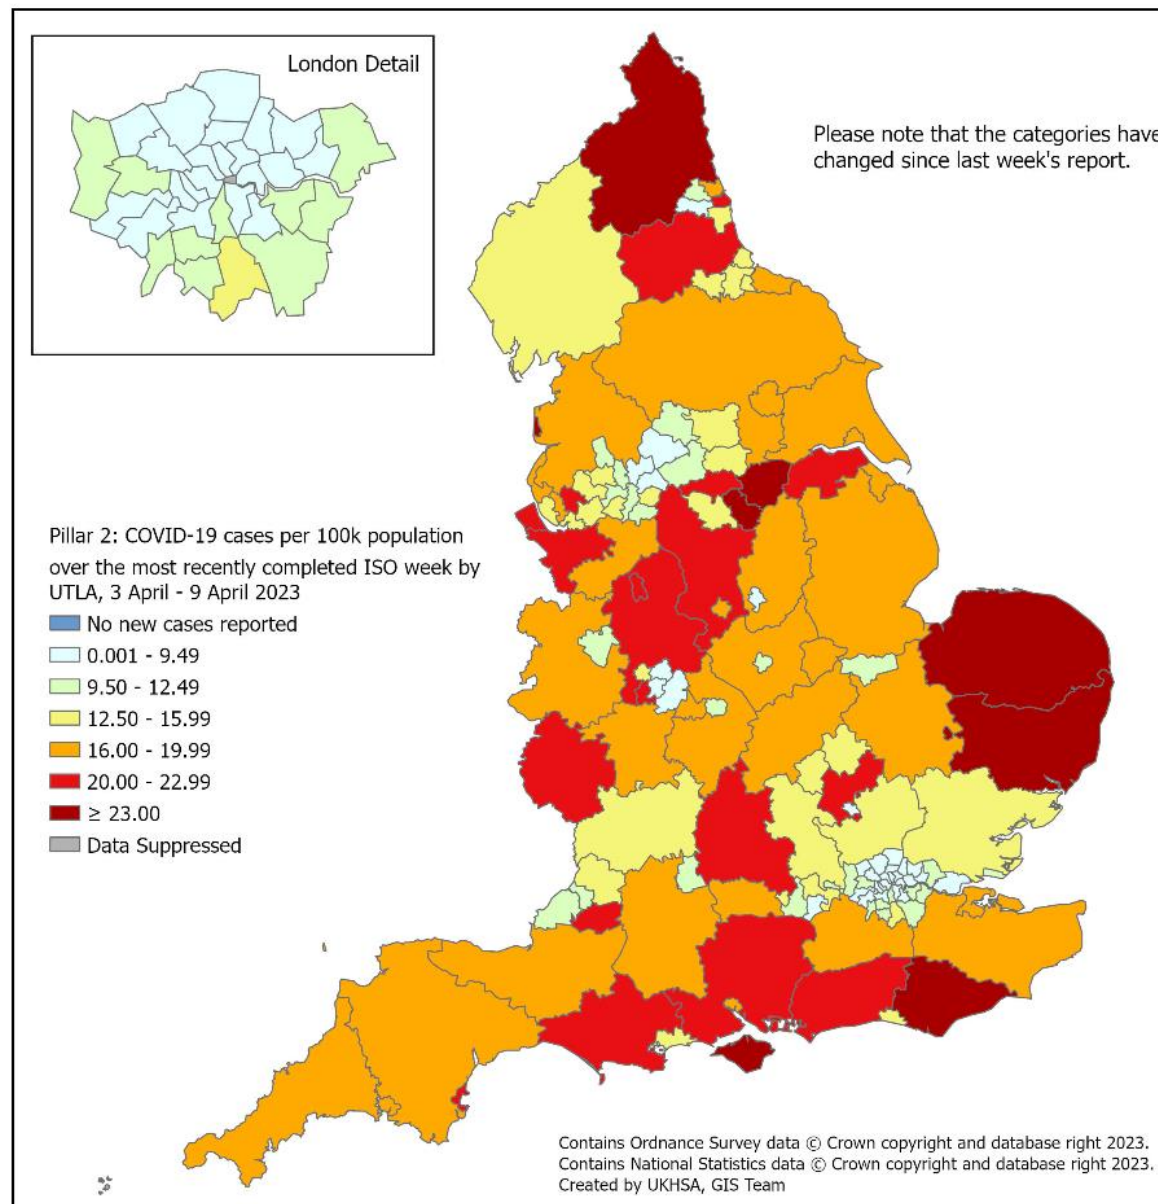 London Detail
Please note that the categories have
changed since last week's report.
Pillar 2: COVID-19 cases per 100k population
over the most recently completed ISO week by
UTLA, 3 April - 9 April 2023
No new cases reported
0.001 - 9.49
9.50 - 12.49
12.50 - 15.99
16.00 - 19.99
20.00 - 22.99
≥ 23.00
Data Suppressed
Contains Ordnance Survey data © Crown copyright and database right 2023.
Contains National Statistics data © Crown copyright and database right 2023.
Created by UKHSA, GIS Team